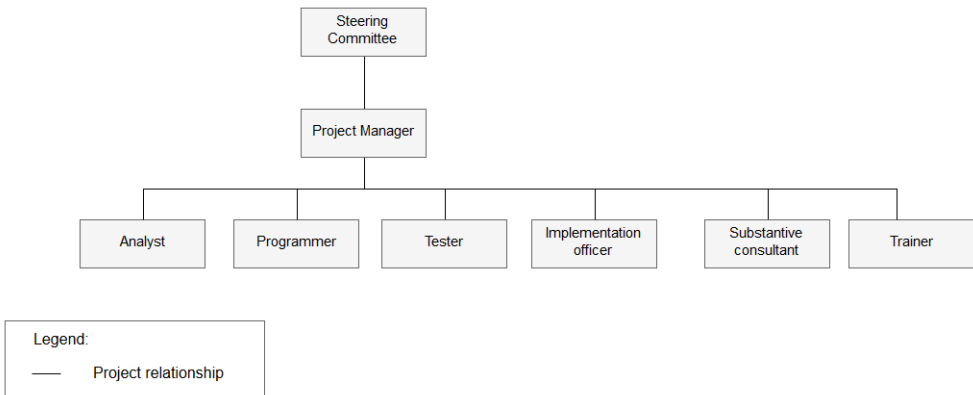 Steering
Committee
Project Manager
Analyst
Programmer
Tester
Implementation
officer
Substantive
consultant
Trainer
Legend:
Project relationship